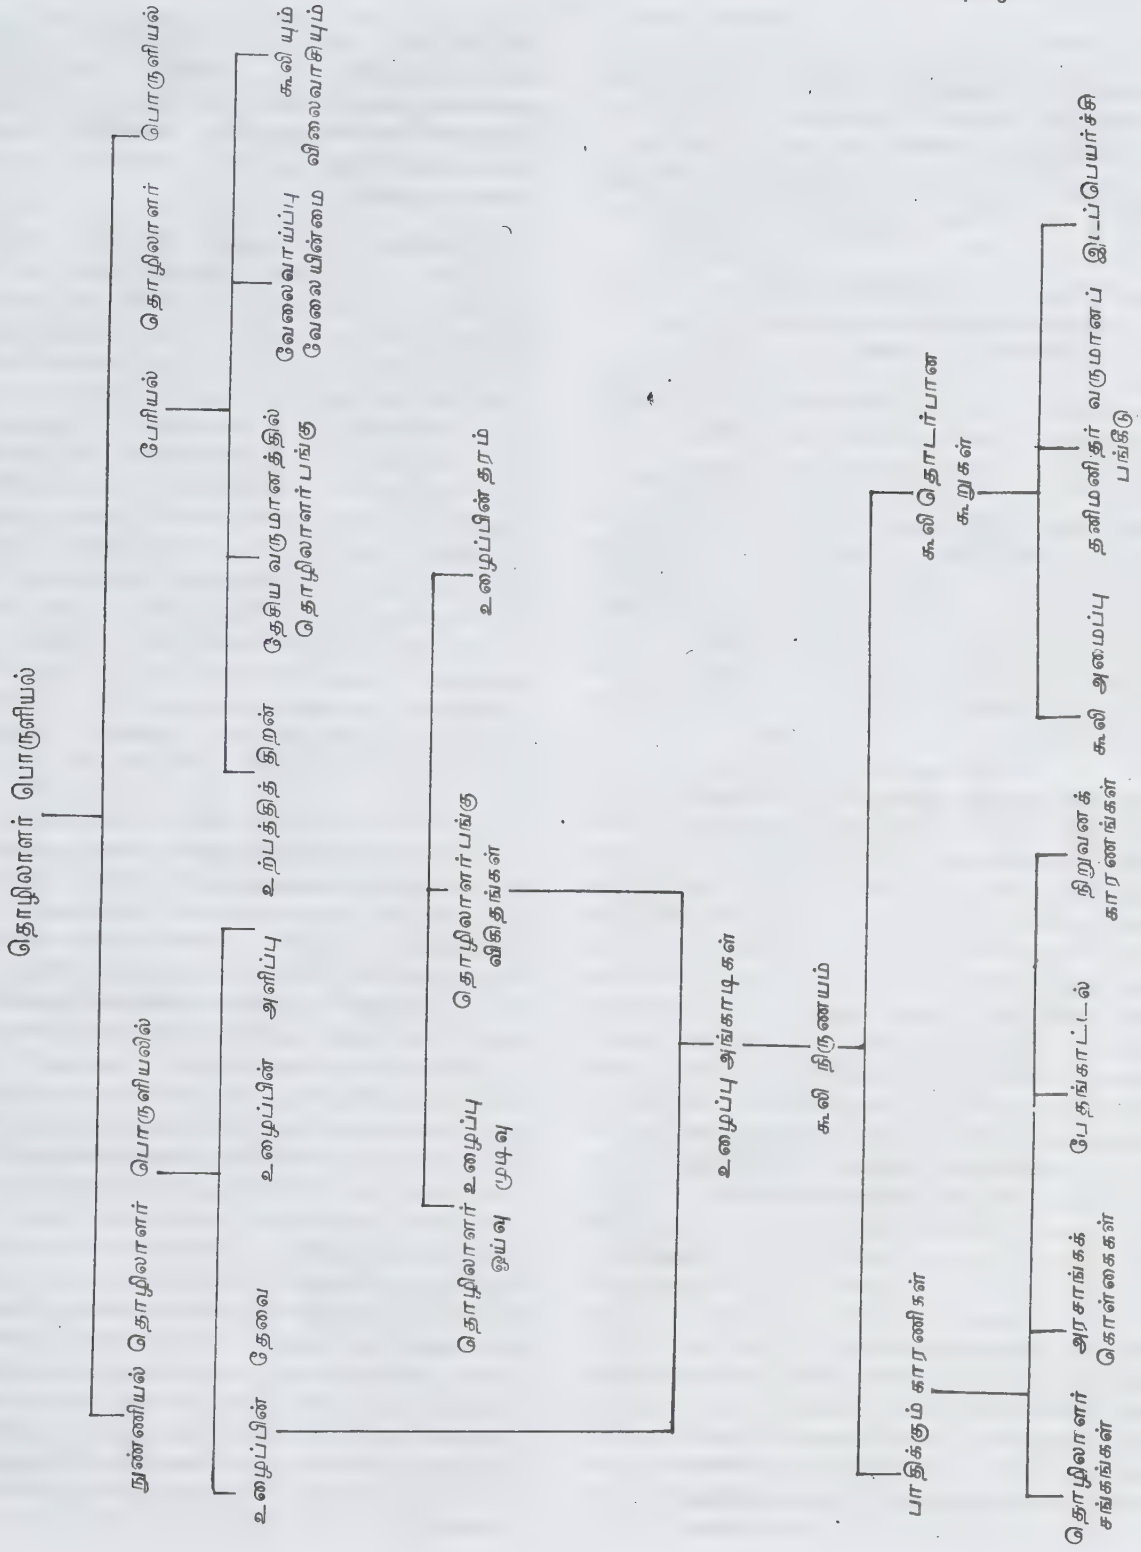 தொழிலாளர் பொருளியல்
நுண்ணியல் தொழிலாளர் பொருளியலில்
பேரியல் தொழிலாளர் பொருளியல்
உழைப்பின் தேவை
உழைப்பின் அளிப்பு
உற்பத்தித் திறன்
தேசிய வருமானத்தில்
தொழிலாளர் பங்கு
வேலைவாய்ப்பு
வேலையின்மை
கூலி யும்
விலைவாசியும்
தொழிலாளர் உழைப்பு
ஓய்வு முடிவு
தொழிலாளர் பங்கு
விகிதங்கள்
உழைப்பின் தரம்
உழைப்பு அங்காடிகள்
கூலி நிருணயம்
பாதிக்கும் காரணிகள்
கூலி தொடர்பான
கூறுகள்
தொழிலாளர்
சங்கங்கள்
அரசாங்கக்
கொள்கைகள்
பேதங்காட்டல்
நிறுவனக்
காரணங்கள்
கூலி அமைப்பு
தனிமனிதர் வருமானப்
பங்கீடு
இடப்பெயர்ச்சி